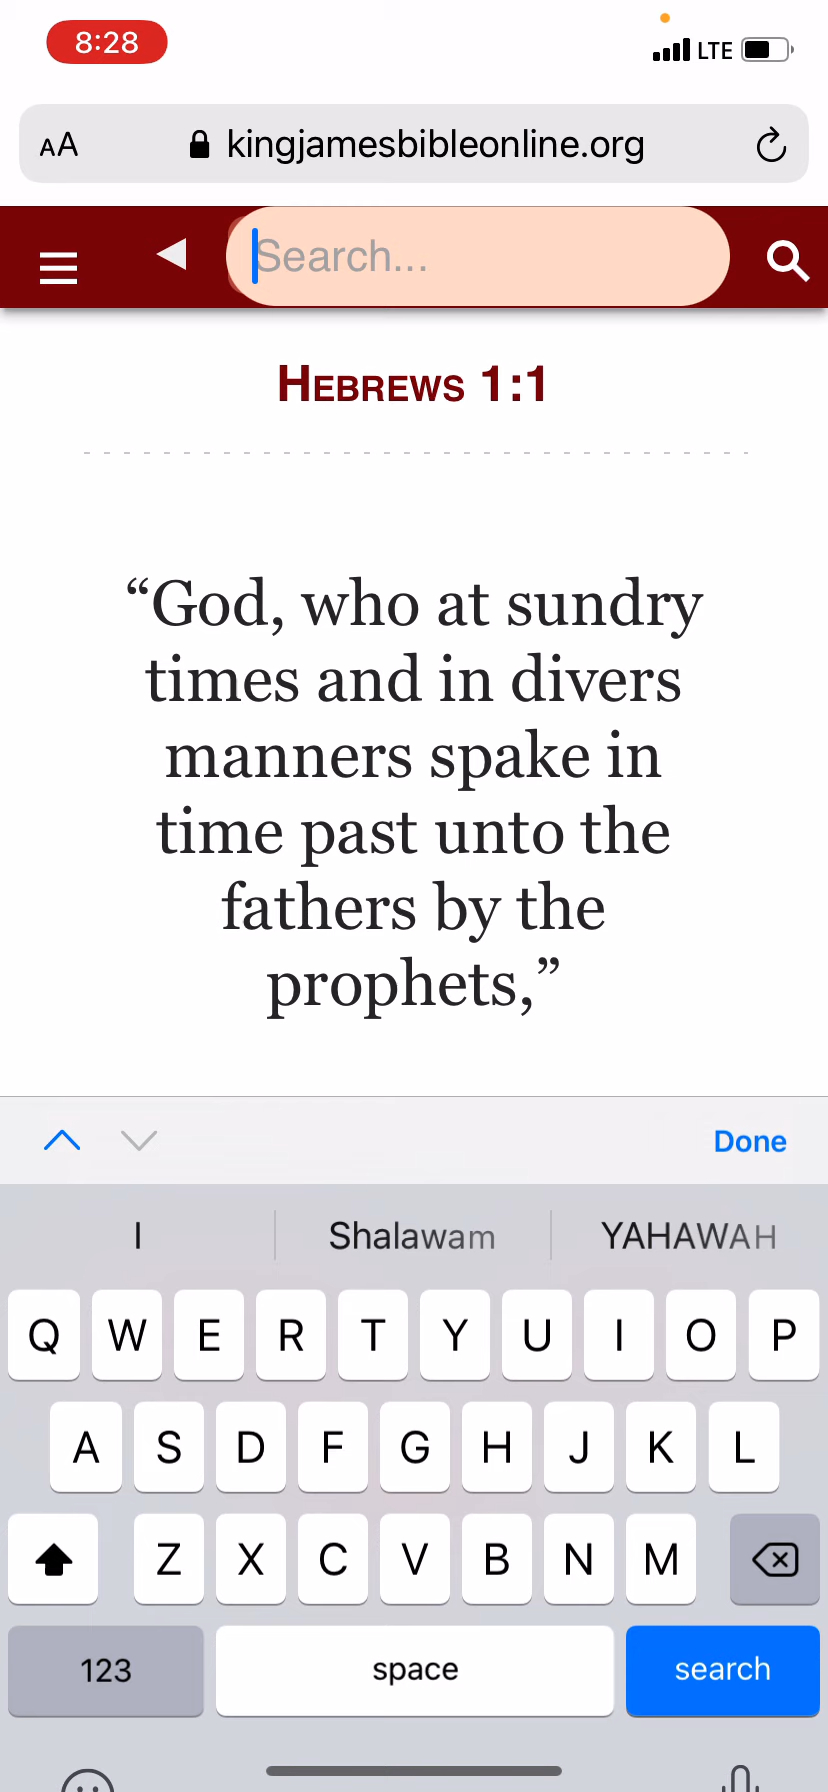 8:28
LTE
AA kingjamesbibleonline.org
Search...
HEBREWS 1:1
“God, who at sundry
times and in divers
manners spake in
time past unto the
fathers by the
prophets,”
Done
I Shalawam YAHAWAH
Q W E R T Y U I O P
A S D F G H J K L
Z X C V B N M
123 space search